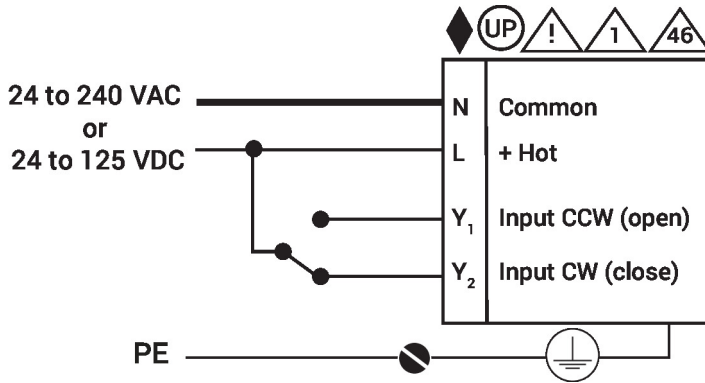 UP ! 1 46
24 to 240 VAC
or
24 to 125 VDC
N Common
L + Hot
Y₁ Input CCW (open)
Y₂ Input CW (close)
PE